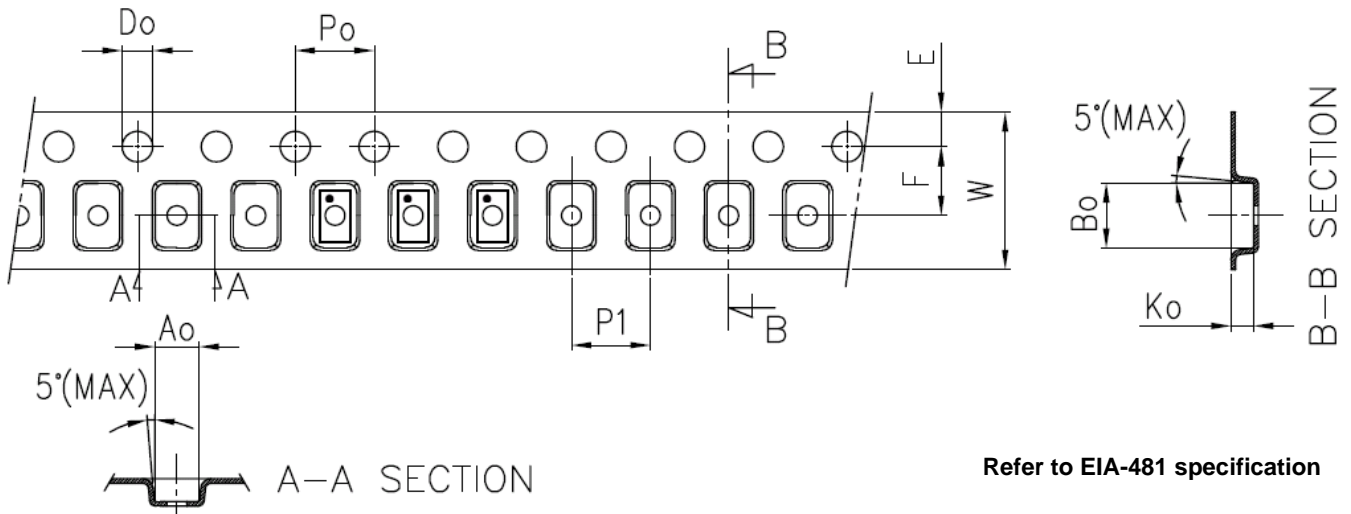 Do
Po
B
E
5°(MAX)
F
W
Bo
B-B SECTION
A
A
P1
B
Ko
Ao
5°(MAX)
A-A SECTION
Refer to EIA-481 specification